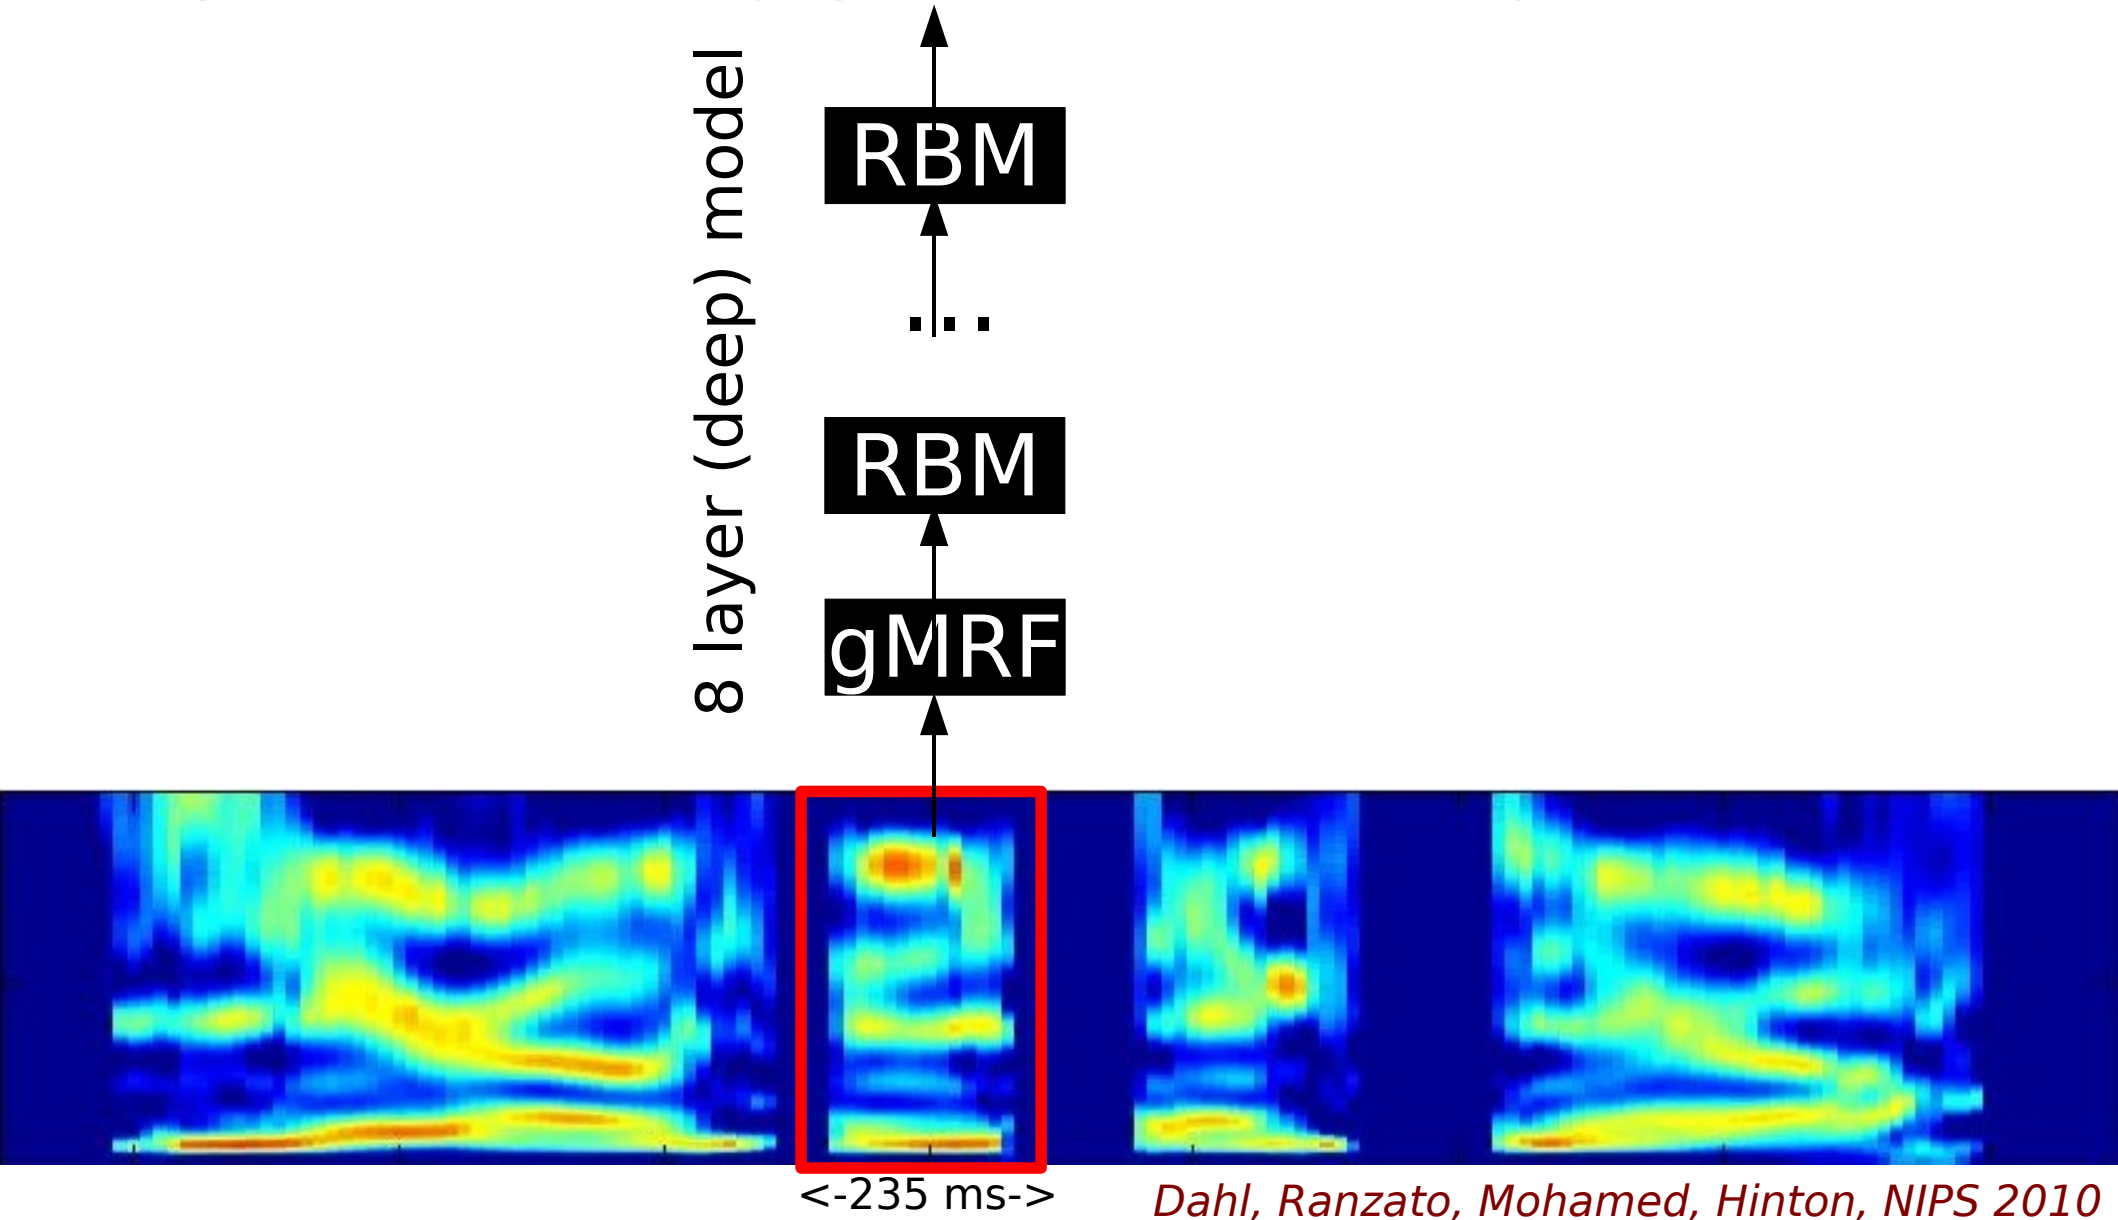 8 layer (deep) model
RBM
...
RBM
gMRF
<-235 ms->
Dahl, Ranzato, Mohamed, Hinton, NIPS 2010